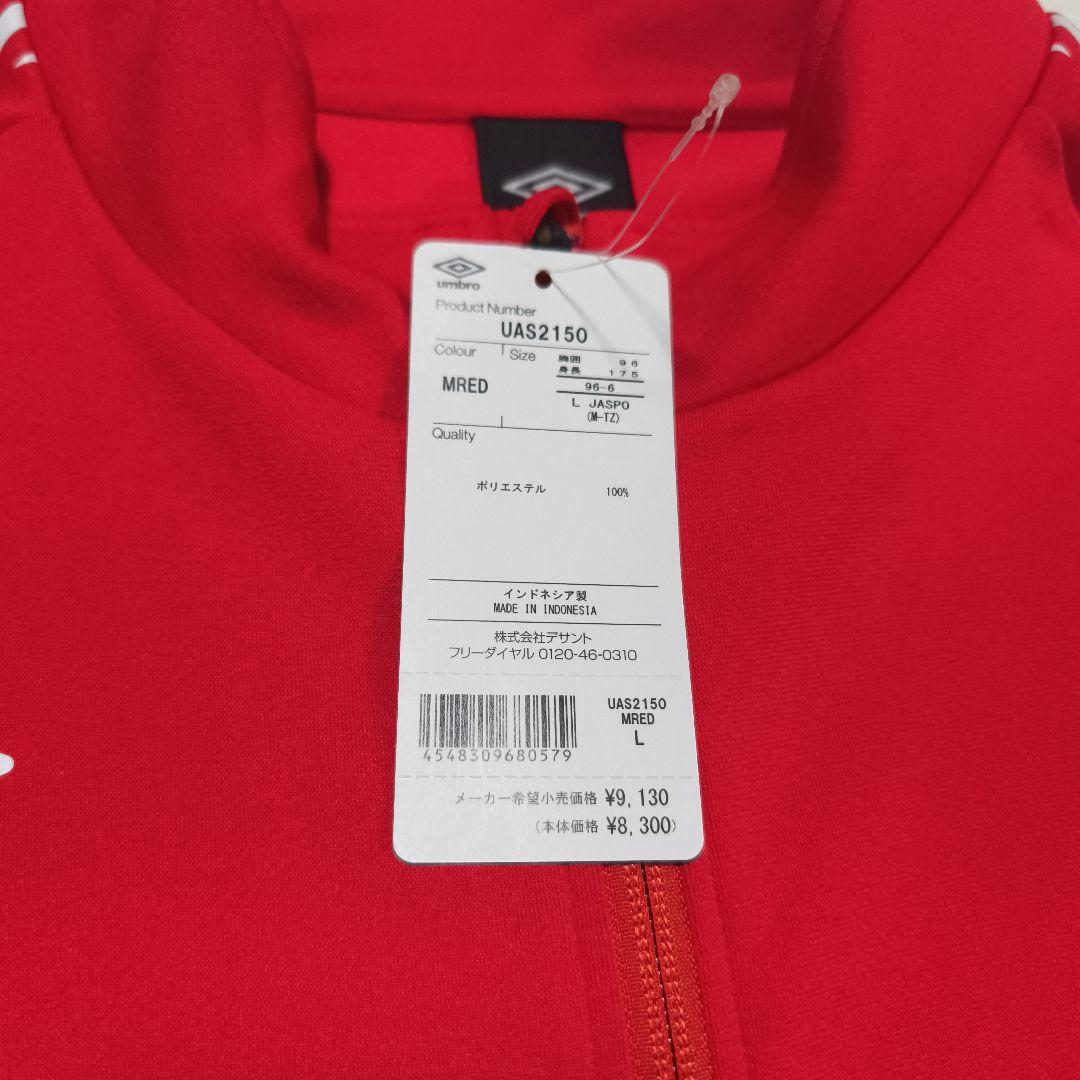 umbro
Product Number
UAS2150
Colour
Size
胸囲 96
身長 175
MRED
96-6
L JASPO
(M-TZ)
Quality
ポリエステル 100%
インドネシア製
MADE IN INDONESIA
株式会社デサント
フリーダイヤル 0120-46-0310
UAS2150
MRED
L
4548309680579
メーカー希望小売価格 ¥9,130
(本体価格 ¥8,300)